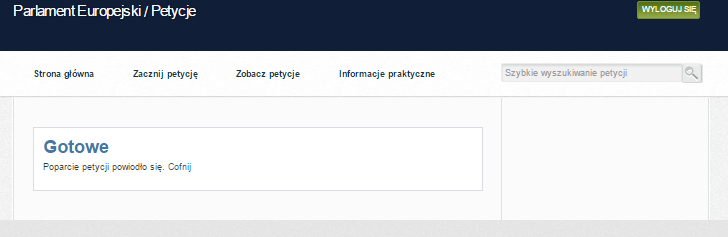 Parlament Europejski / Petycje
WYLOGUJ SIĘ
Strona główna Zacznij petycję Zobacz petycje Informacje praktyczne
Szybkie wyszukiwanie petycji
Gotowe
Poparcie petycji powiodło się. Cofnij